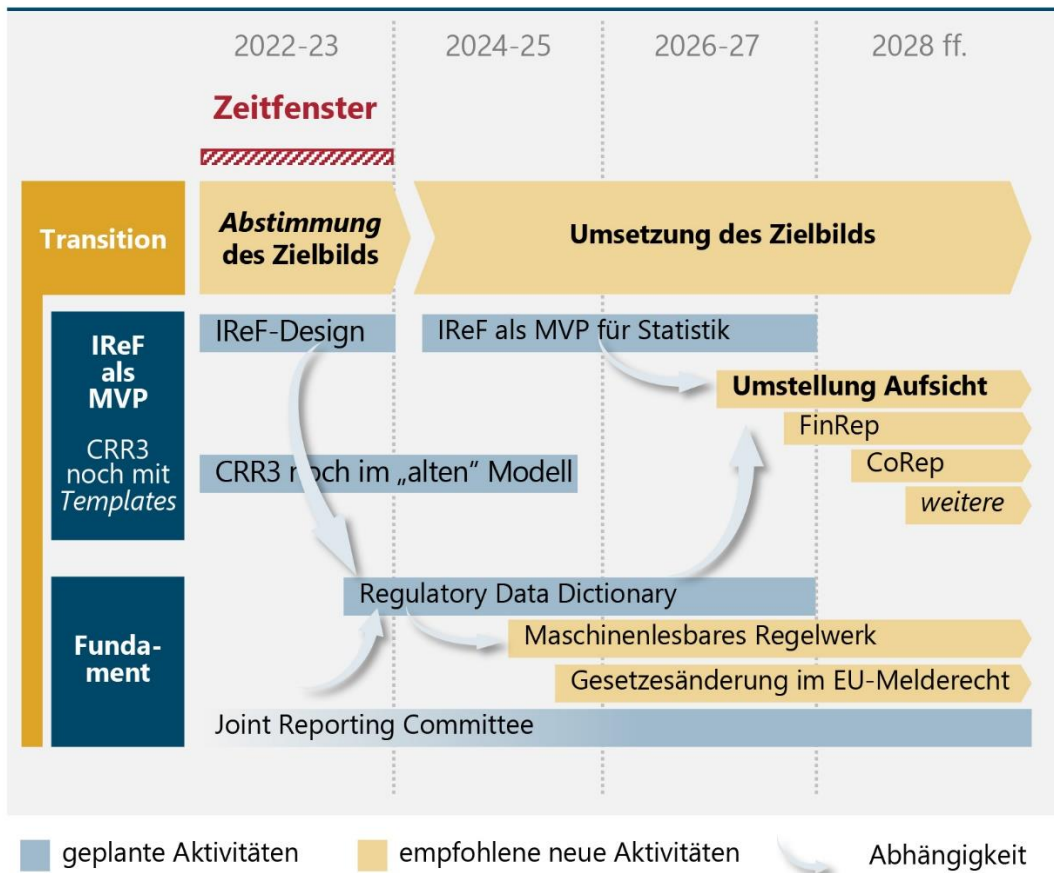 2022-23
2024-25
2026-27
2028 ff.
Zeitfenster
Transition
Abstimmung
des Zielbilds
Umsetzung des Zielbilds
IReF
als
MVP
CRR3
noch mit
Templates
IReF-Design
IReF als MVP für Statistik
Umstellung Aufsicht
FinRep
CoRep
weitere
CRR3 noch im „alten“ Modell
Funda-
ment
Regulatory Data Dictionary
Maschinenlesbares Regelwerk
Gesetzesänderung im EU-Melderecht
Joint Reporting Committee
geplante Aktivitäten
empfohlene neue Aktivitäten
Abhängigkeit